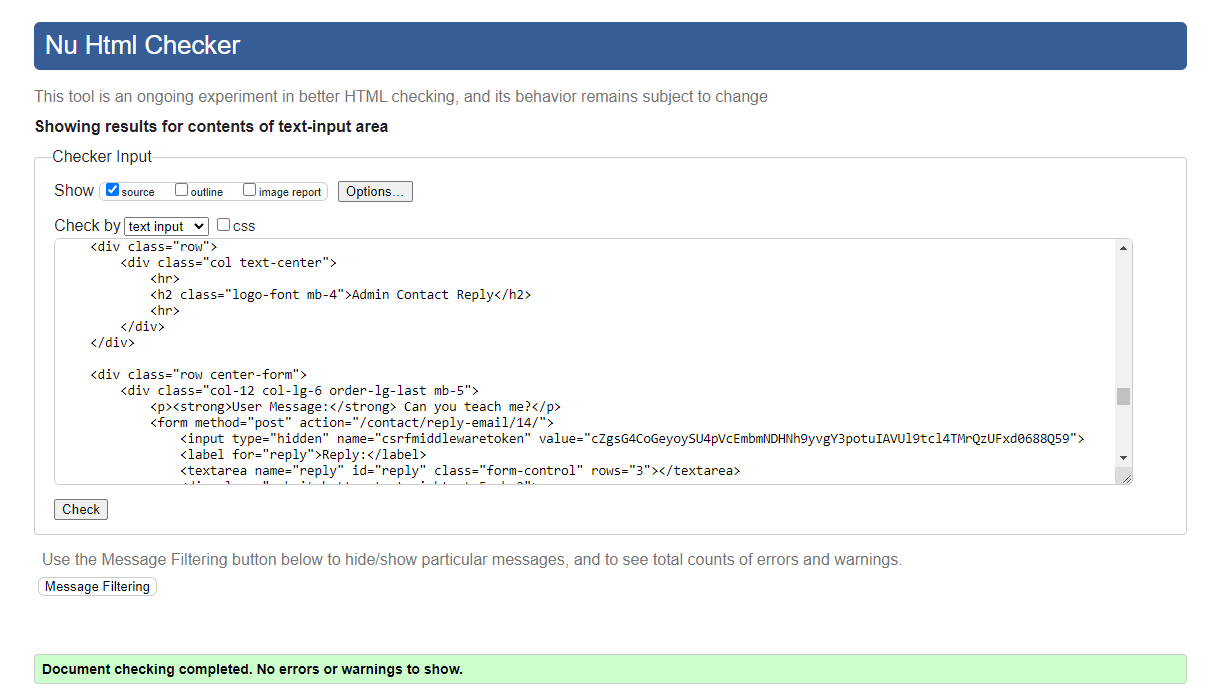 Nu Html Checker
This tool is an ongoing experiment in better HTML checking, and its behavior remains subject to change
Showing results for contents of text-input area
Checker Input
Show source outline image report Options...
Check by text input css
<div class="row">
<div class="col text-center">
<hr>
<h2 class="logo-font mb-4">Admin Contact Reply</h2>
<hr>
</div>
</div>
<div class="row center-form">
<div class="col-12 col-lg-6 order-lg-last mb-5">
<p><strong>User Message:</strong> Can you teach me?</p>
<form method="post" action="/contact/reply-email/14/">
<input type="hidden" name="csrfmiddlewaretoken" value="cZgsG4CoGeyoySU4pVcEmbmNDHNh9yvgY3potuIAVUl9tcl4TMrQzUFxd0688Q59">
<label for="reply">Reply:</label>
<textarea name="reply" id="reply" class="form-control" rows="3"></textarea>
Check
Use the Message Filtering button below to hide/show particular messages, and to see total counts of errors and warnings.
Message Filtering
Document checking completed. No errors or warnings to show.